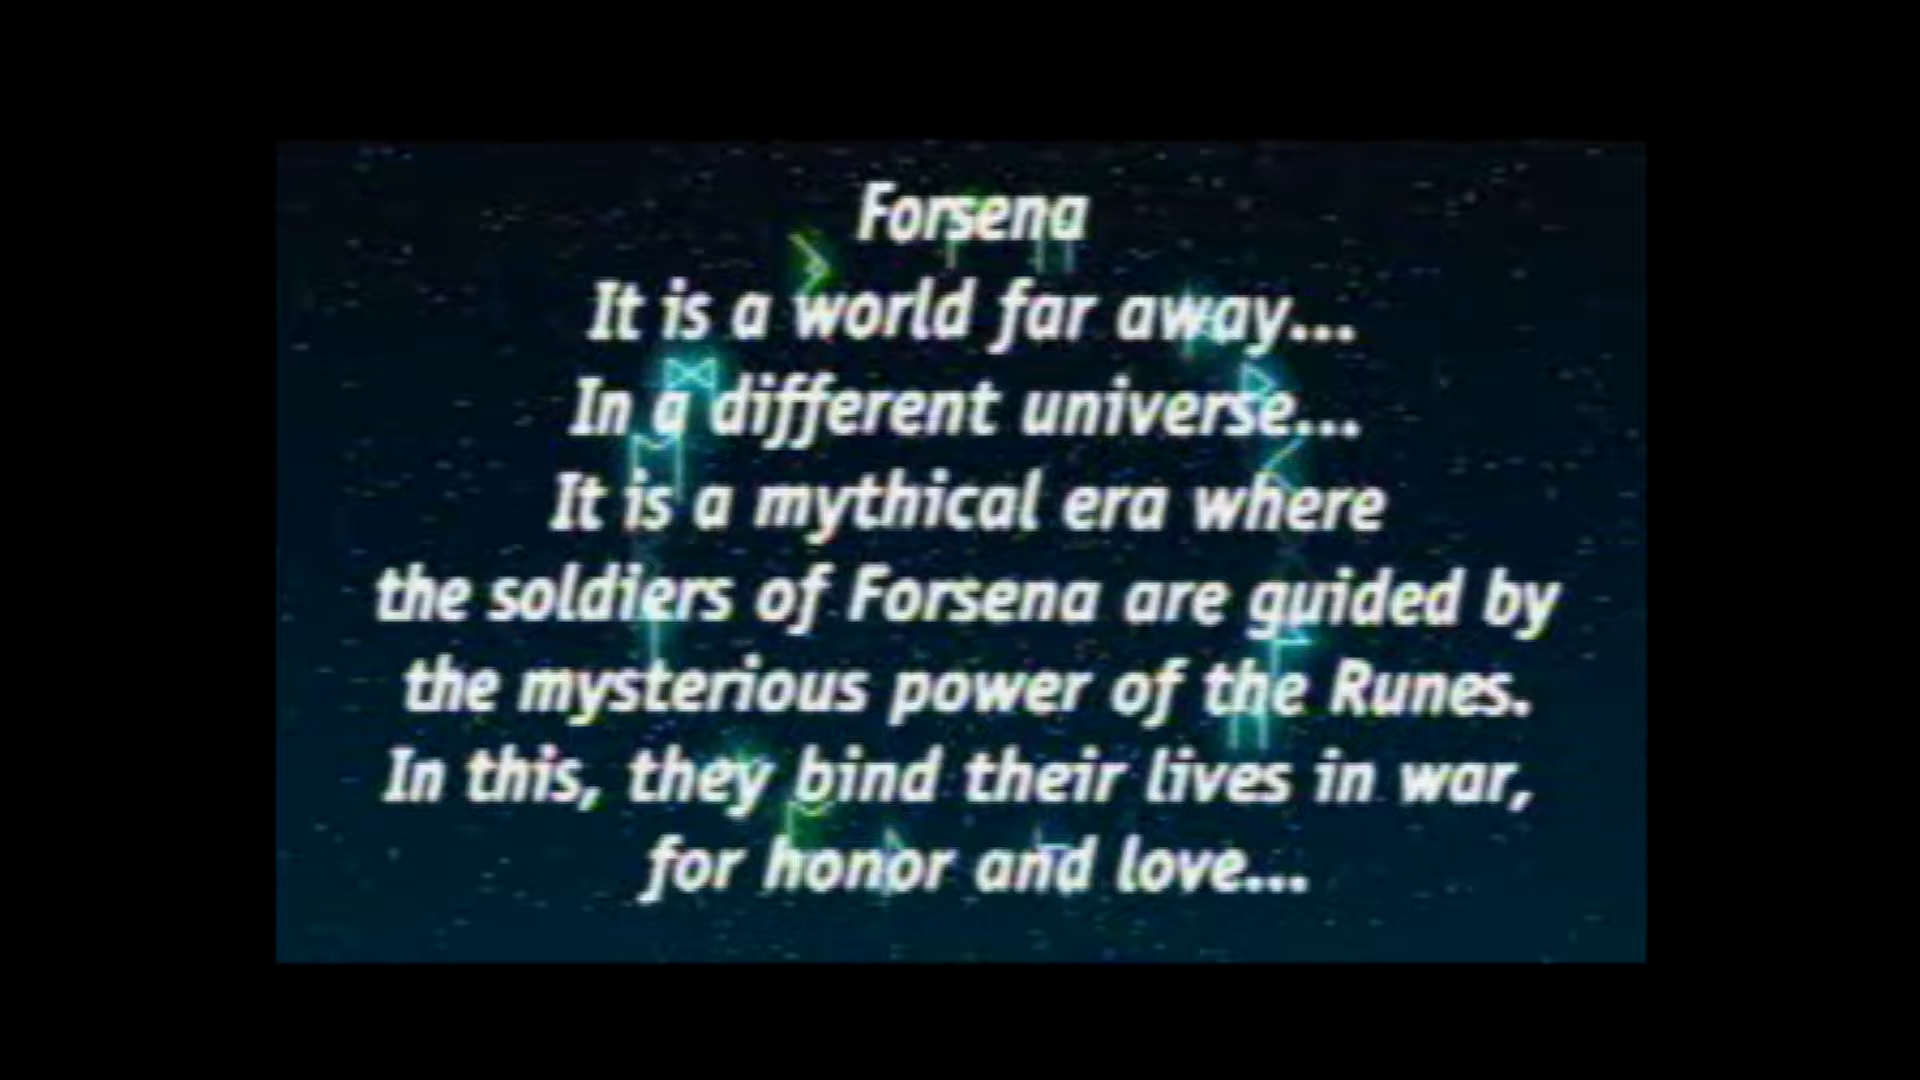 Forsena
It is a world far away...
In a different universe...
It is a mythical era where
the soldiers of Forsena are guided by
the mysterious power of the Runes.
In this, they bind their lives in war,
for honor and love...